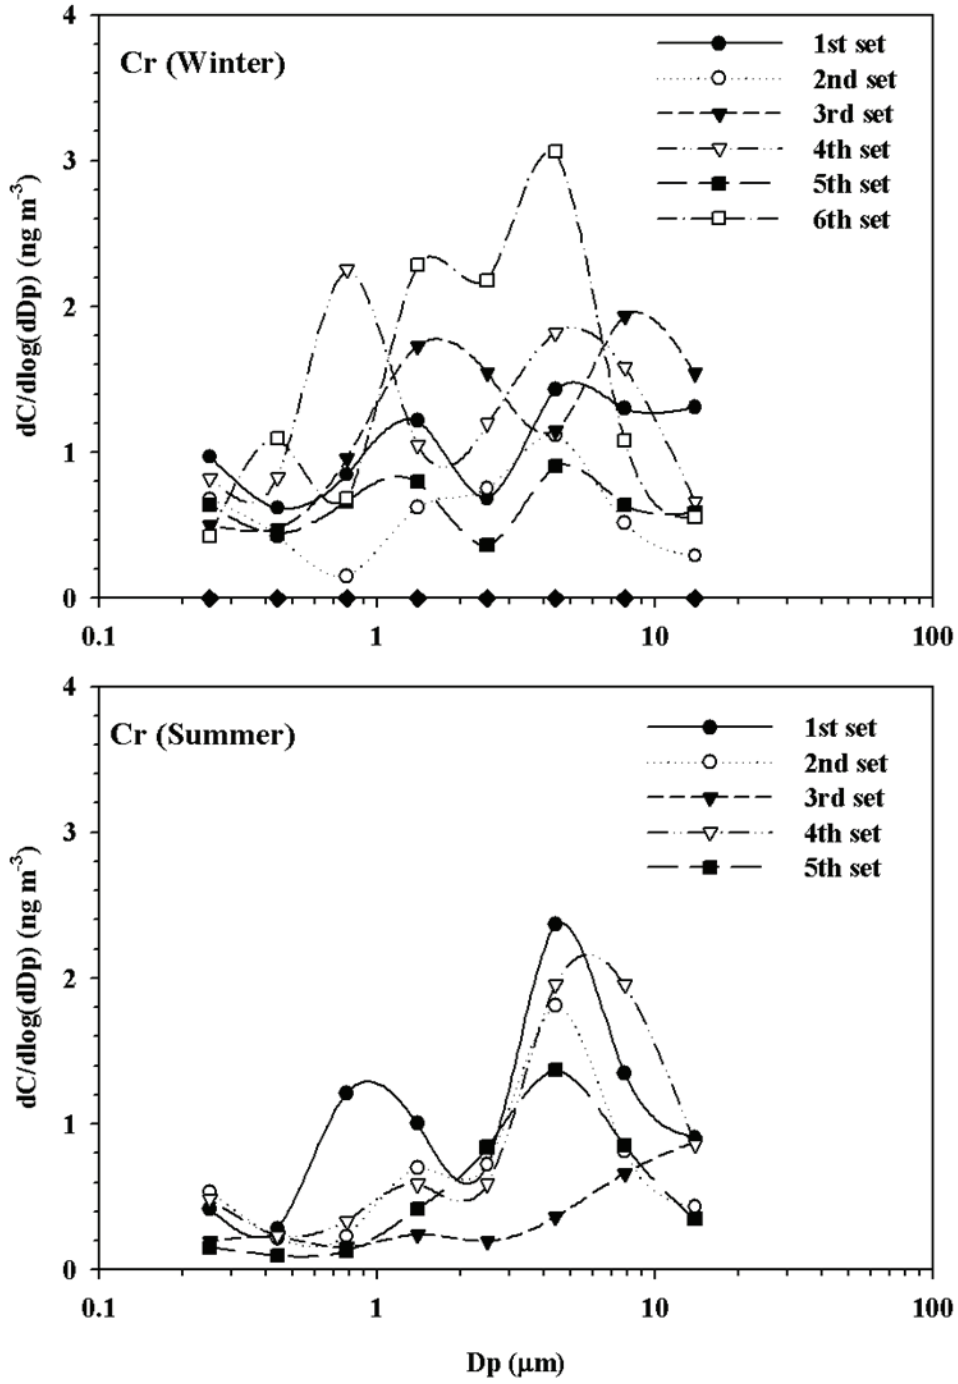 4
Cr (Winter)
1st set
2nd set
3rd set
4th set
5th set
6th set
3
2
1
0
dC/dlog(dDp) (ng m⁻³)
0.1
1
10
100
4
Cr (Summer)
1st set
2nd set
3rd set
4th set
5th set
3
2
1
0
dC/dlog(dDp) (ng m⁻³)
0.1
1
10
100
Dp (μm)